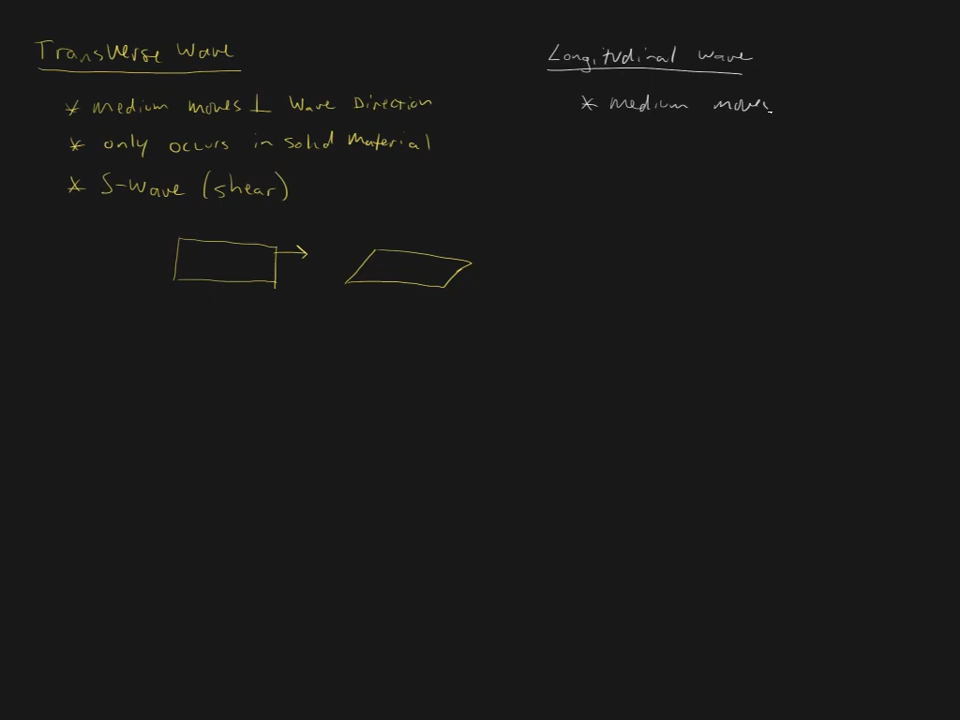 Transverse Wave
* medium moves ⊥ Wave Direction
* only occurs in solid Material
* S-Wave (shear)
Longitudinal wave
* medium moves